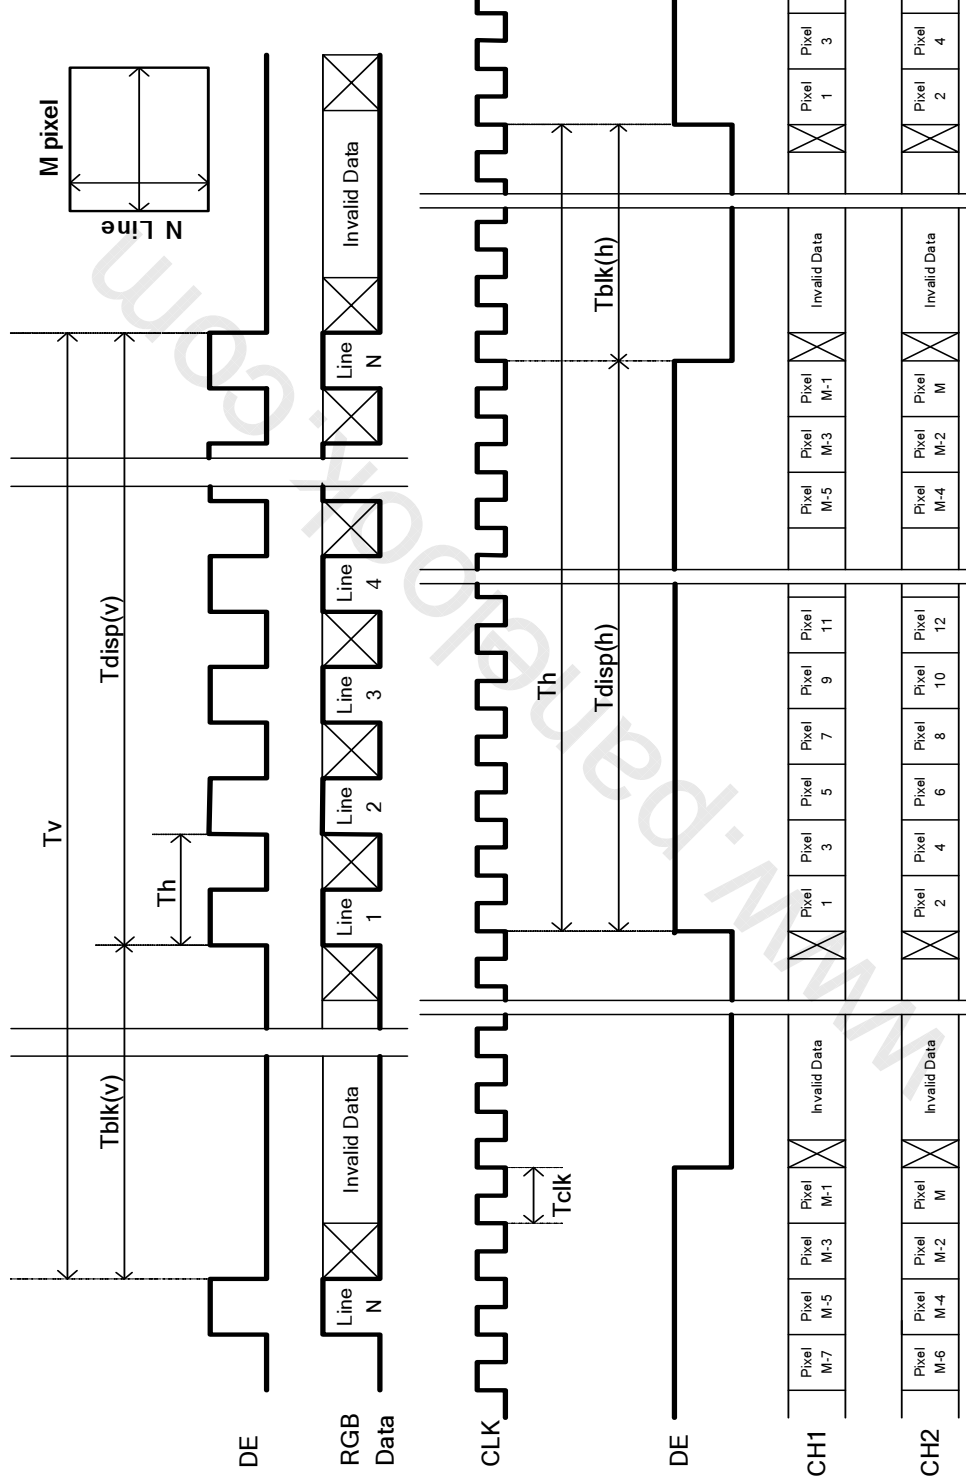 M pixel
N Line
Tv
Tblk(v) Tdisp(v)
Th
DE
RGB
Data
Line
N
Invalid Data
Line
1
Line
2
Line
3
Line
4
Line
N
Invalid Data
CLK
Tclk
Th
Tdisp(h) Tblk(h)
DE
CH1
Pixel
M-7
Pixel
M-5
Pixel
M-3
Pixel
M-1
Invalid Data
Pixel
1
Pixel
3
Pixel
5
Pixel
7
Pixel
9
Pixel
11
Pixel
M-5
Pixel
M-3
Pixel
M-1
Invalid Data
Pixel
1
Pixel
3
CH2
Pixel
M-6
Pixel
M-4
Pixel
M-2
Pixel
M
Invalid Data
Pixel
2
Pixel
4
Pixel
6
Pixel
8
Pixel
10
Pixel
12
Pixel
M-4
Pixel
M-2
Pixel
M
Invalid Data
Pixel
2
Pixel
4
www.panelook.com